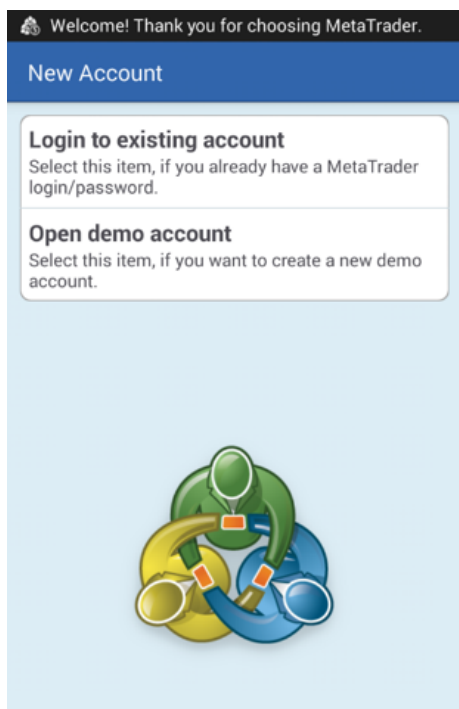 Welcome! Thank you for choosing MetaTrader.
New Account
Login to existing account
Select this item, if you already have a MetaTrader
login/password.
Open demo account
Select this item, if you want to create a new demo
account.